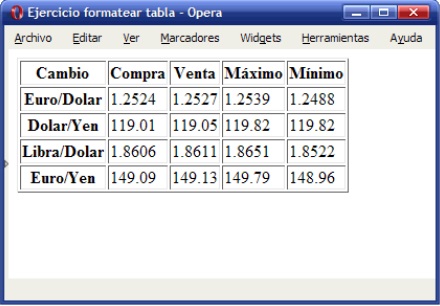 Ejercicio formatear tabla - Opera
Archivo Editar Ver Marcadores Widgets Herramientas Ayuda
Cambio Compra Venta Máximo Mínimo
Euro/Dolar 1.2524 1.2527 1.2539 1.2488
Dolar/Yen 119.01 119.05 119.82 119.82
Libra/Dolar 1.8606 1.8611 1.8651 1.8522
Euro/Yen 149.09 149.13 149.79 148.96